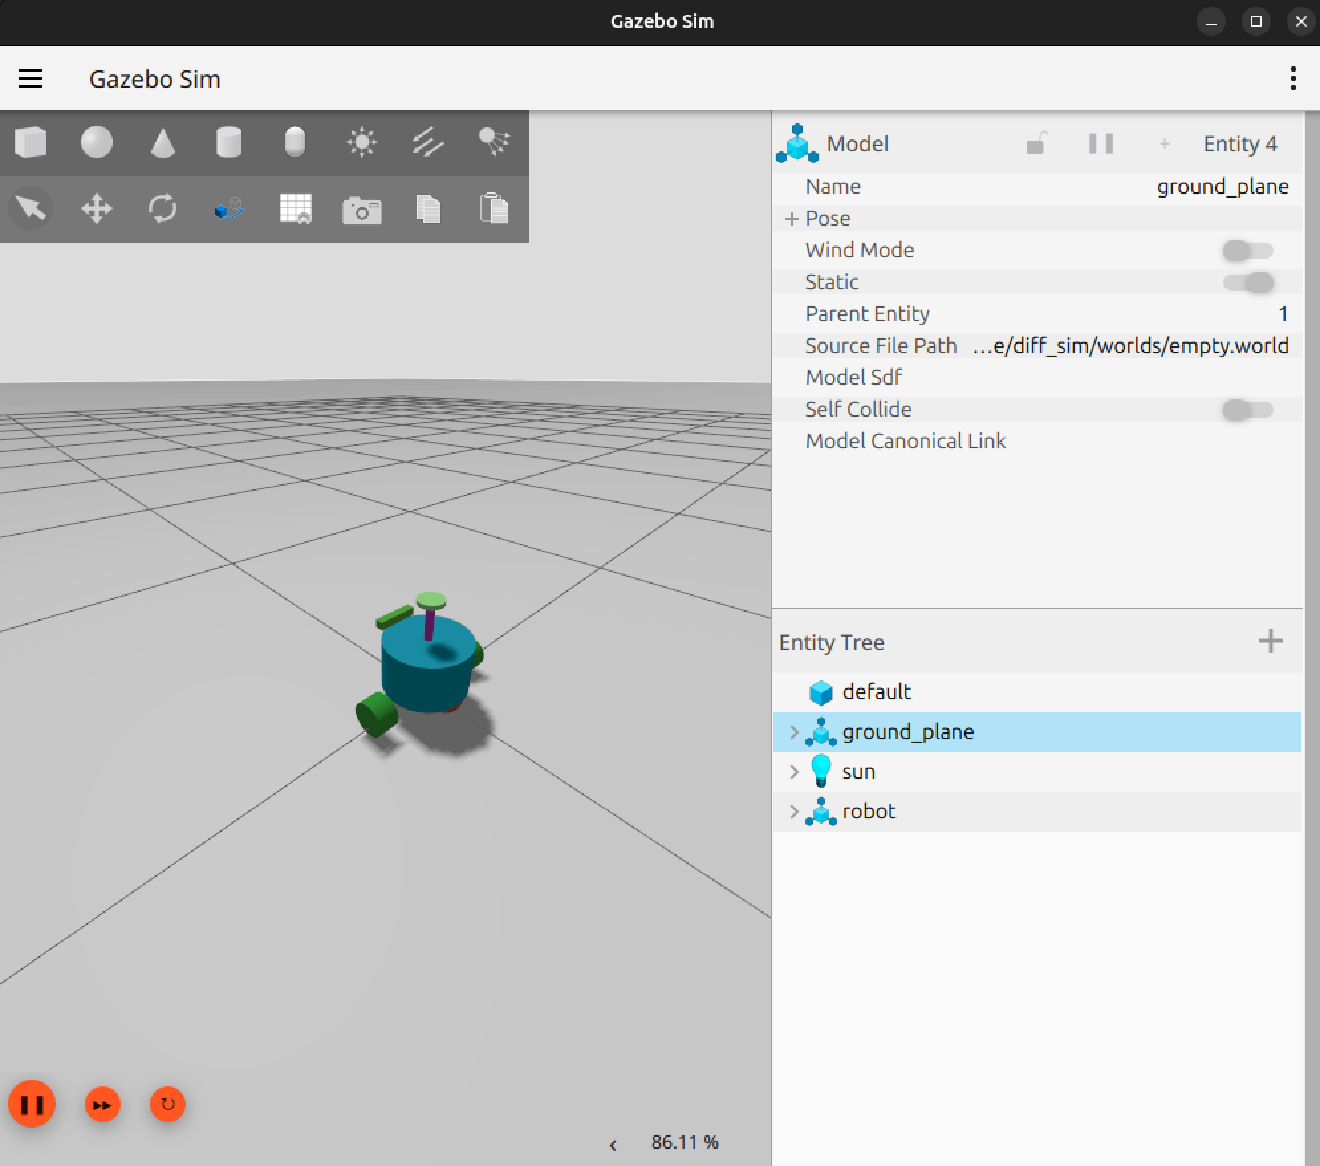 Gazebo Sim
Gazebo Sim
Model
Entity 4
Name
ground_plane
Pose
Wind Mode
Static
Parent Entity
1
Source File Path
...e/diff_sim/worlds/empty.world
Model Sdf
Self Collide
Model Canonical Link
Entity Tree
default
ground_plane
sun
robot
86.11 %